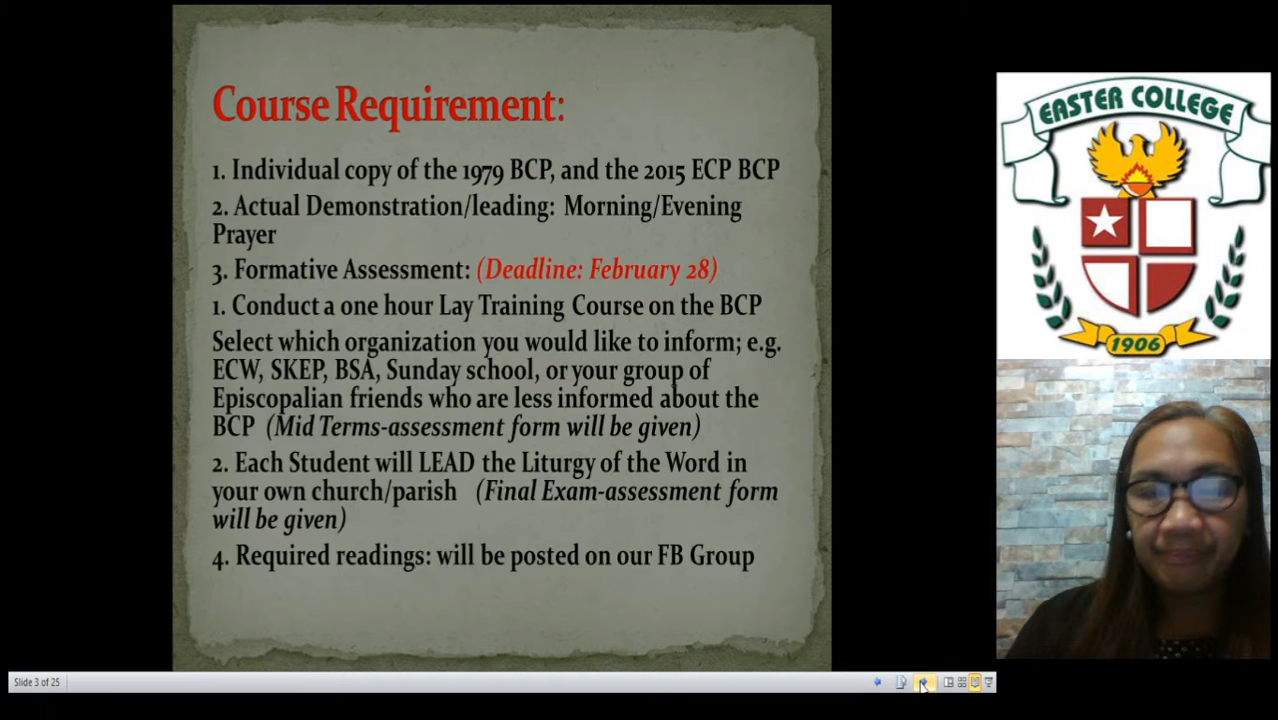 Course Requirement:
1. Individual copy of the 1979 BCP, and the 2015 ECP BCP
2. Actual Demonstration/leading: Morning/Evening
Prayer
3. Formative Assessment: (Deadline: February 28)
1. Conduct a one hour Lay Training Course on the BCP
Select which organization you would like to inform; e.g.
ECW, SKEP, BSA, Sunday school, or your group of
Episcopalian friends who are less informed about the
BCP (Mid Terms-assessment form will be given)
2. Each Student will LEAD the Liturgy of the Word in
your own church/parish (Final Exam-assessment form
will be given)
4. Required readings: will be posted on our FB Group
Slide 3 of 25
EASTER COLLEGE
1906